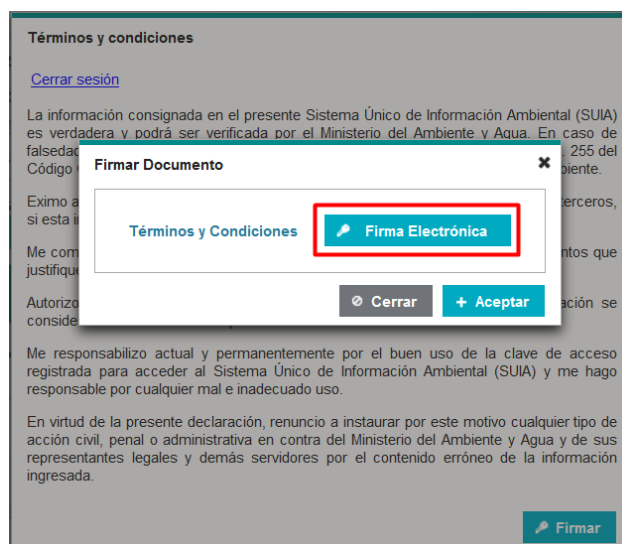 Términos y condiciones
Cerrar sesión
La información consignada en el presente Sistema Único de Información Ambiental (SUIA)
es verdadera y podrá ser verificada por el Ministerio del Ambiente y Agua. En caso de
255 del
Código
Firmar Documento
Eximo a terceros,
si esta
Términos y Condiciones
Firma Electrónica
Me com ntos que
justifique
Cerrar
+ Aceptar
Autorizo ación se
conside
Me responsabilizo actual y permanentemente por el buen uso de la clave de acceso
registrada para acceder al Sistema Único de Información Ambiental (SUIA) y me hago
responsable por cualquier mal e inadecuado uso.
En virtud de la presente declaración, renuncio a instaurar por este motivo cualquier tipo de
acción civil, penal o administrativa en contra del Ministerio del Ambiente y Agua y de sus
representantes legales y demás servidores por el contenido erróneo de la información
ingresada.
Firmar